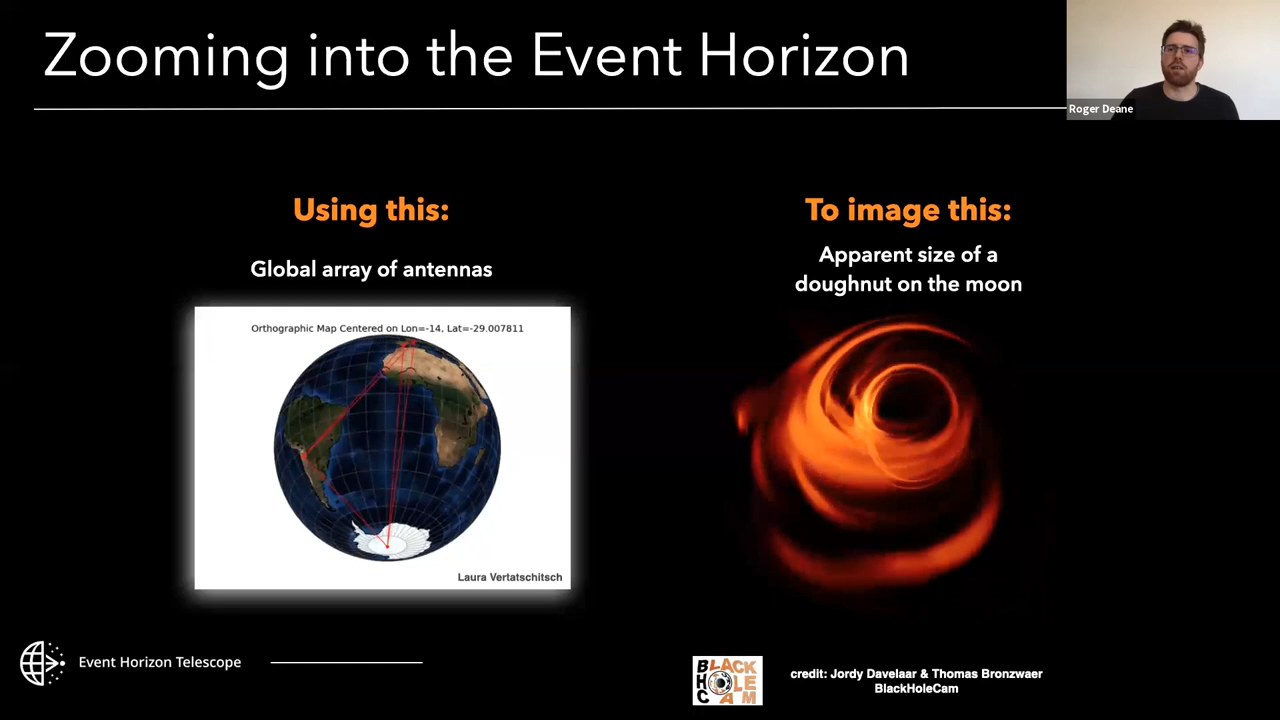 Zooming into the Event Horizon
Roger Deane
Using this:
Global array of antennas
Orthographic Map Centered on Lon=-14, Lat=-29.007811
Laura Vertatschitsch
To image this:
Apparent size of a
doughnut on the moon
Event Horizon Telescope
BLACK
HOLE
CAM
credit: Jordy Davelaar & Thomas Bronzwaer
BlackHoleCam